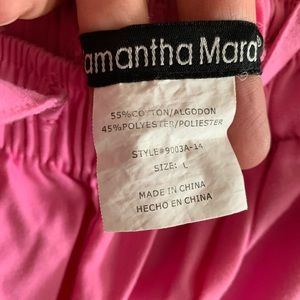 amantha Mara®
55%COTTON/ALGODON
45%POLYESTER/POLIESTER
STYLE#9003A-14
SIZE: L
MADE IN CHINA
HECHO EN CHINA